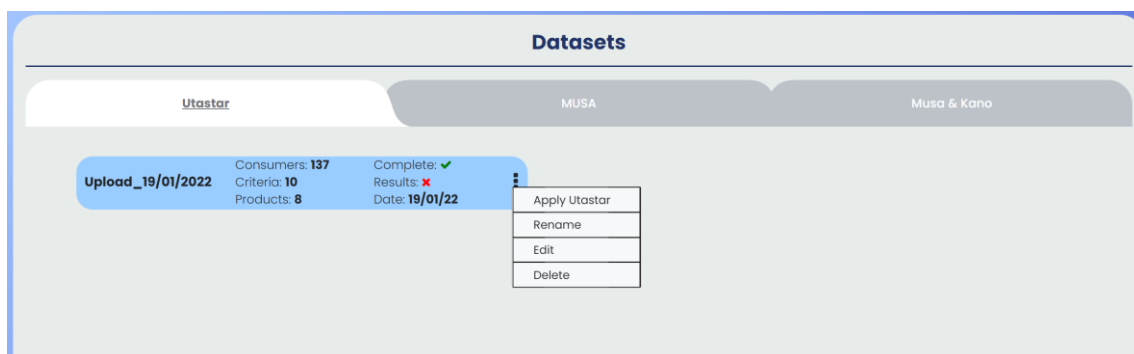 Datasets
Utastar
MUSA
Musa & Kano
Upload_19/01/2022
Consumers: 137
Criteria: 10
Products: 8
Complete:
Results:
Date: 19/01/22
Apply Utastar
Rename
Edit
Delete